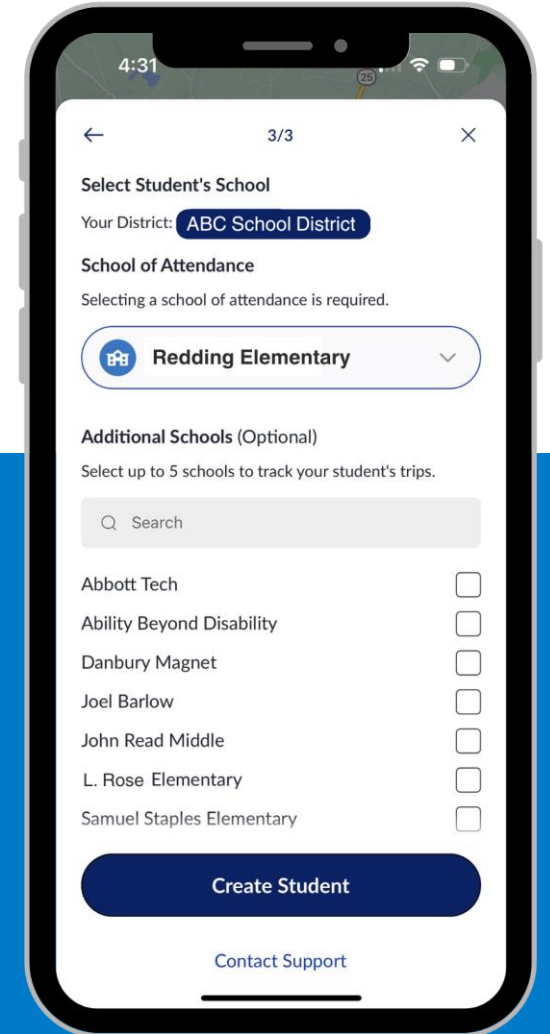 4:31
25
3/3
Select Student's School
Your District: ABC School District
School of Attendance
Selecting a school of attendance is required.
Redding Elementary
Additional Schools (Optional)
Select up to 5 schools to track your student's trips.
Search
Abbott Tech
Ability Beyond Disability
Danbury Magnet
Joel Barlow
John Read Middle
L. Rose Elementary
Samuel Staples Elementary
Create Student
Contact Support